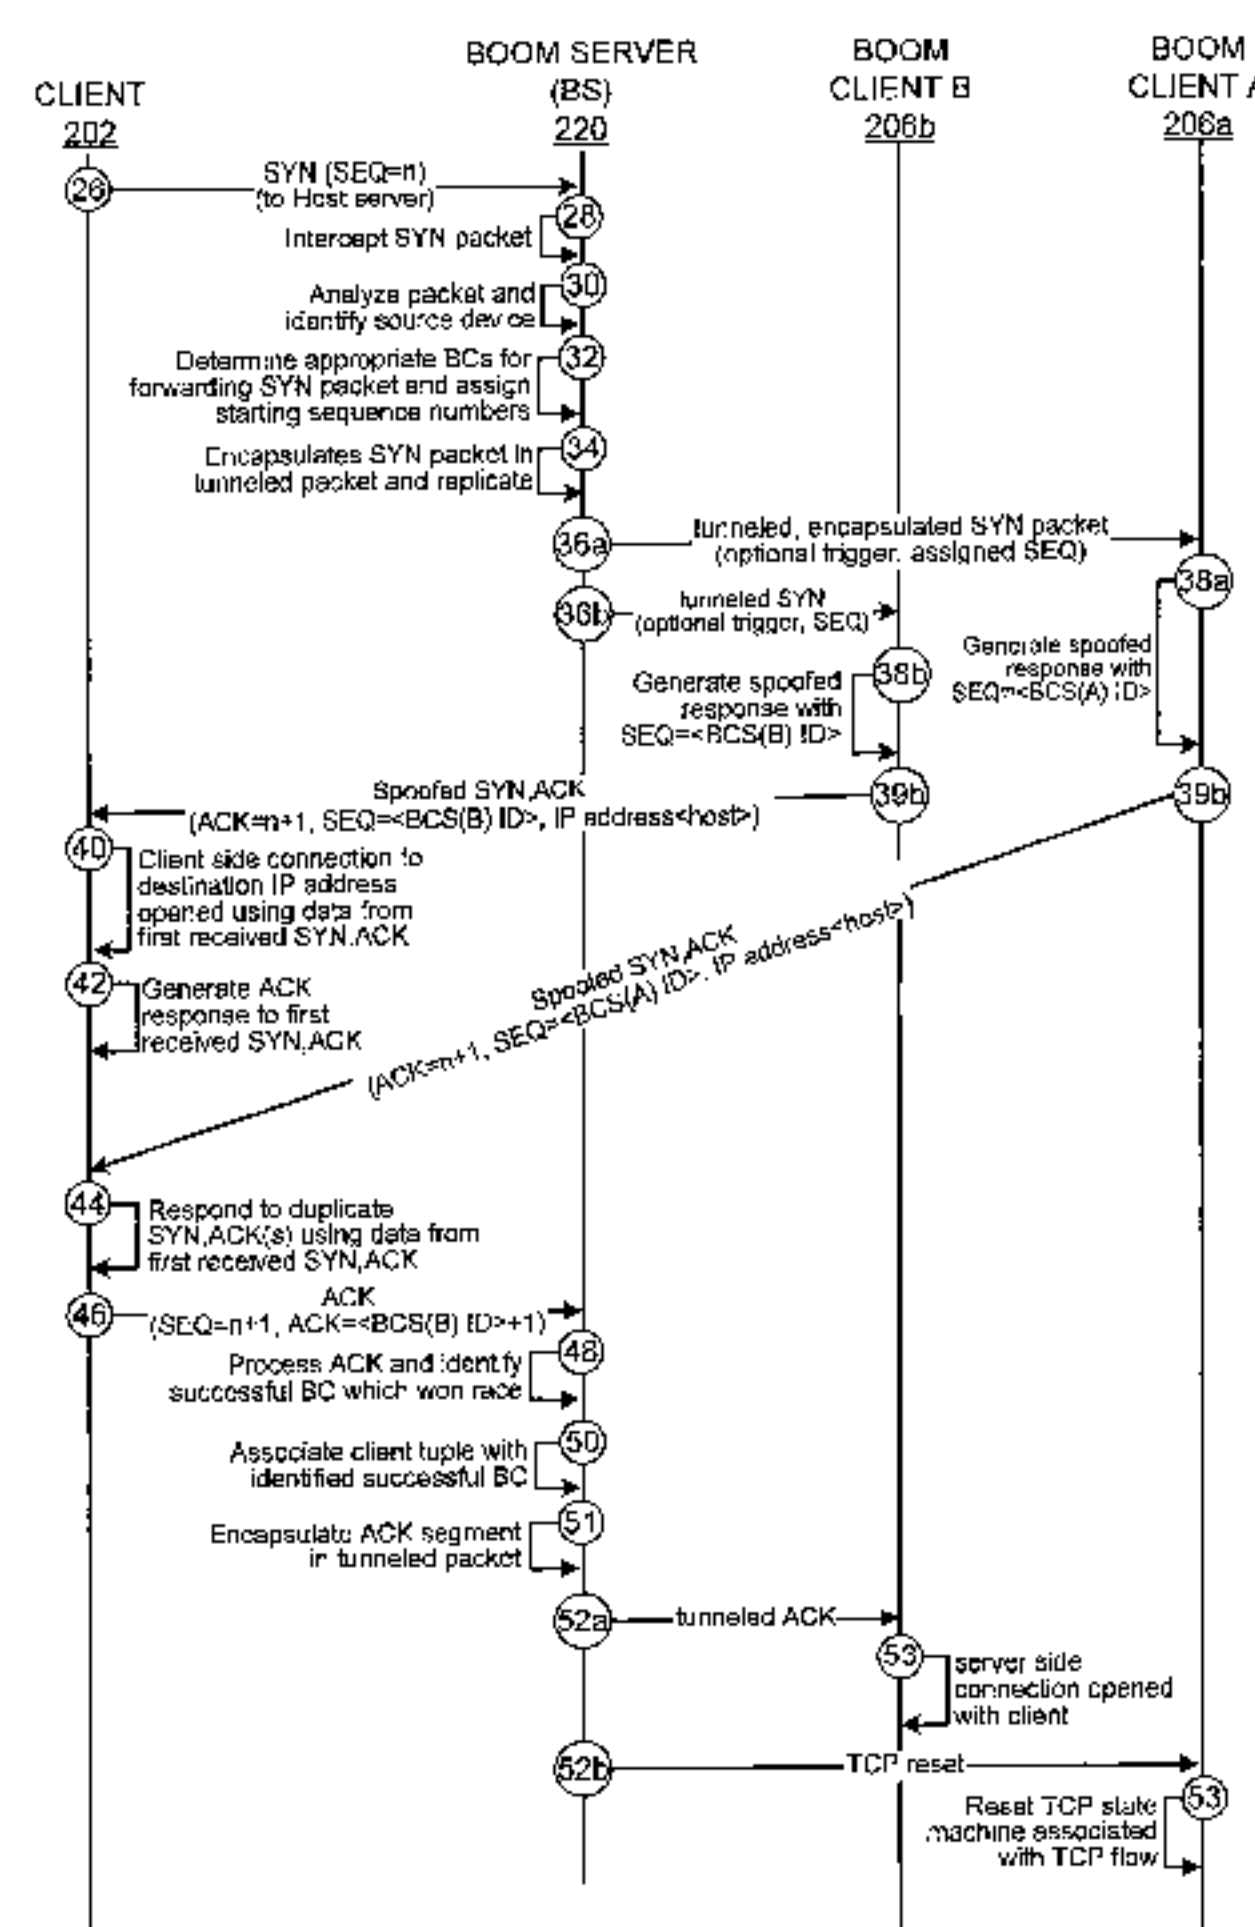 BOOM SERVER
(BS)
220
BOOM
CLIENT B
206b
BOOM
CLIENT A
206a
CLIENT
202
26
SYN (SEQ=n)
(to Host server)
28
Intercept SYN packet
30
Analyze packet and
identify source device
32
Determine appropriate BCs for
forwarding SYN packet and assign
starting sequence numbers
34
Encapsulates SYN packet in
tunneled packet and replicate
36a
tunneled, encapsulated SYN packet
(optional trigger, assigned SEQ)
38a
36b
tunneled SYN
(optional trigger, SEQ)
Generate spoofed
response with
SEQ=<BCS(A) ID>
38b
Generate spoofed
response with
SEQ=<BCS(B) ID>
39b
39b
Spoofed SYN,ACK
(ACK=n+1, SEQ=<BCS(B) ID>, IP address<host>)
40
Client side connection to
destination IP address
opened using data from
first received SYN,ACK
Spoofed SYN,ACK
(ACK=n+1, SEQ=<BCS(A) ID>, IP address<host>)
42
Generate ACK
response to first
received SYN,ACK
44
Respond to duplicate
SYN,ACK(s) using data from
first received SYN,ACK
46
ACK
(SEQ=n+1, ACK=<BCS(B) ID>+1)
48
Process ACK and identify
successful BC which won race
50
Associate client tuple with
identified successful BC
51
Encapsulate ACK segment
in tunneled packet
52a
tunneled ACK
53
server side
connection opened
with client
52b
TCP reset
53
Reset TCP state
machine associated
with TCP flow